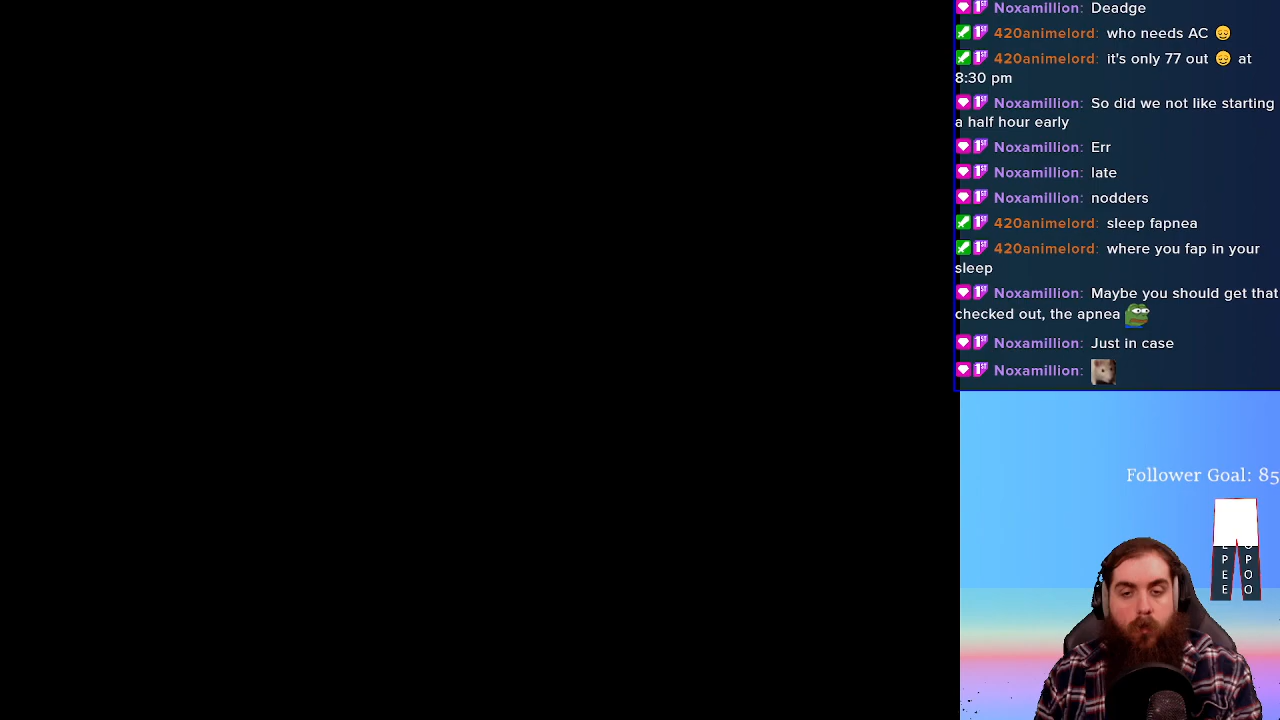 Noxamillion: Deadge
420animelord: who needs AC 😌
420animelord: it's only 77 out 😌 at
8:30 pm
Noxamillion: So did we not like starting
a half hour early
Noxamillion: Err
Noxamillion: late
Noxamillion: nodders
420animelord: sleep fapnea
420animelord: where you fap in your
sleep
Noxamillion: Maybe you should get that
checked out, the apnea
Noxamillion: Just in case
Noxamillion:
Follower Goal: 85
P O
E O
E